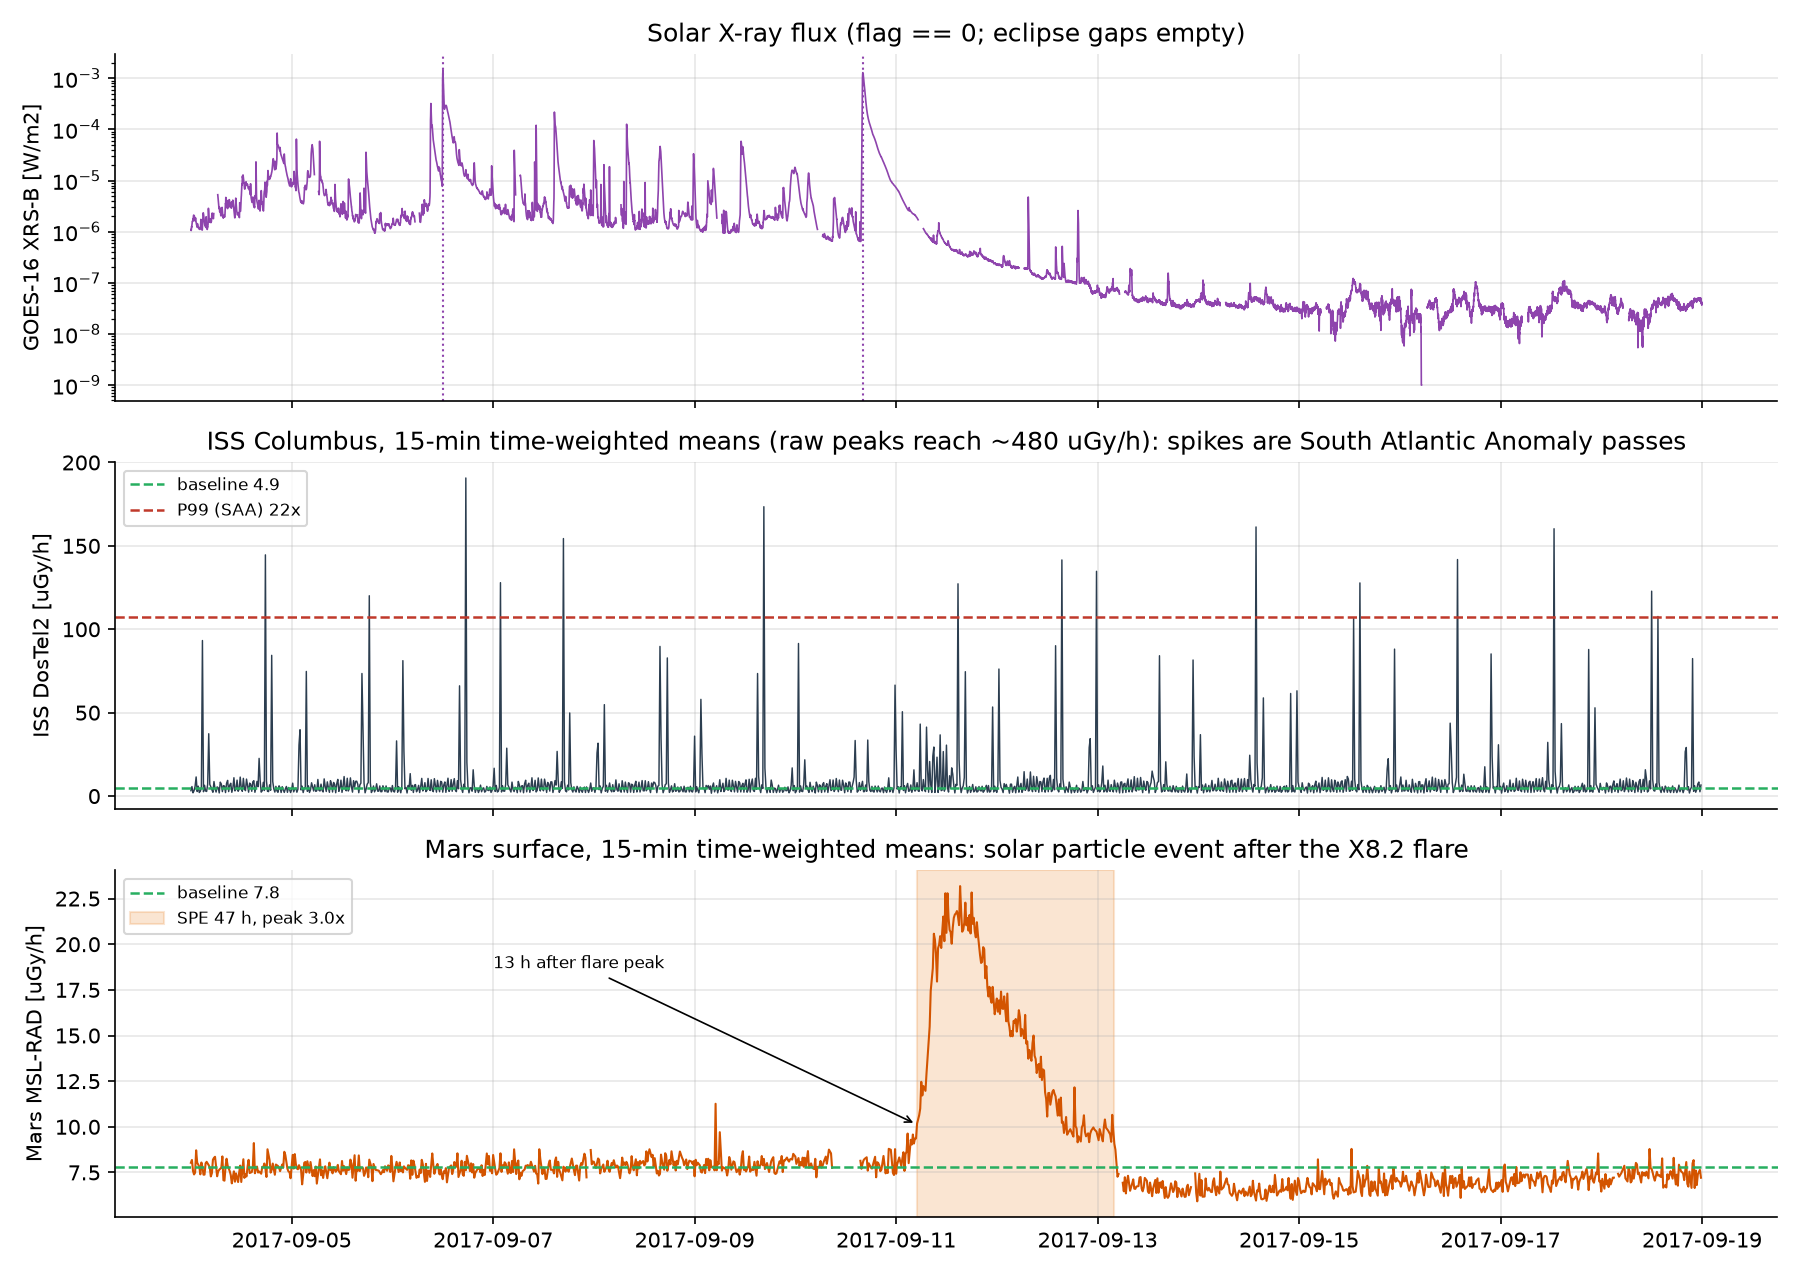 Solar X-ray flux (flag == 0; eclipse gaps empty)
GOES-16 XRS-B [W/m2]
10⁻³
10⁻⁴
10⁻⁵
10⁻⁶
10⁻⁷
10⁻⁸
10⁻⁹
ISS Columbus, 15-min time-weighted means (raw peaks reach ~480 uGy/h): spikes are South Atlantic Anomaly passes
ISS DosTel2 [uGy/h]
200
150
100
50
0
baseline 4.9
P99 (SAA) 22x
Mars surface, 15-min time-weighted means: solar particle event after the X8.2 flare
Mars MSL-RAD [uGy/h]
22.5
20.0
17.5
15.0
12.5
10.0
7.5
baseline 7.8
SPE 47 h, peak 3.0x
13 h after flare peak
2017-09-05
2017-09-07
2017-09-09
2017-09-11
2017-09-13
2017-09-15
2017-09-17
2017-09-19